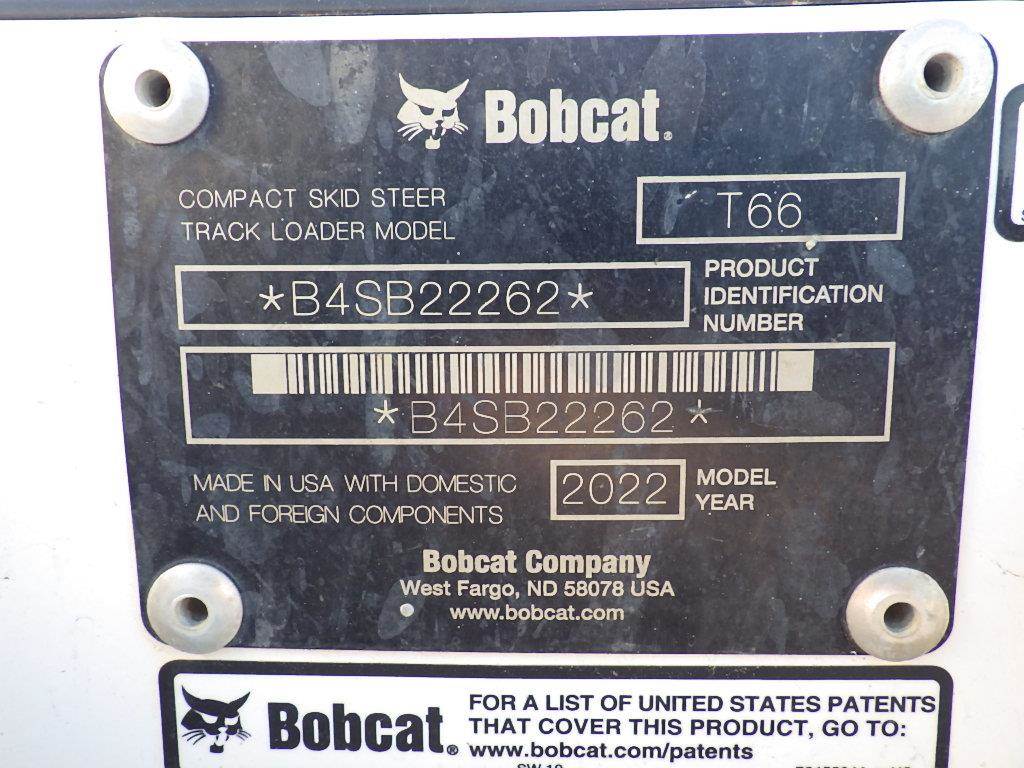 Bobcat®
COMPACT SKID STEER
TRACK LOADER MODEL
T66
*B4SB22262*
PRODUCT
IDENTIFICATION
NUMBER
*B4SB22262*
MADE IN USA WITH DOMESTIC
AND FOREIGN COMPONENTS
2022
MODEL
YEAR
Bobcat Company
West Fargo, ND 58078 USA
www.bobcat.com
Bobcat®
FOR A LIST OF UNITED STATES PATENTS
THAT COVER THIS PRODUCT, GO TO:
www.bobcat.com/patents